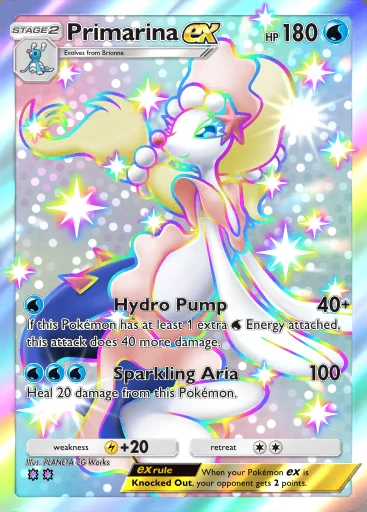 STAGE 2 Primarina ex HP 180
Evolves from Brionne
Hydro Pump 40+
If this Pokémon has at least 1 extra Energy attached,
this attack does 40 more damage.
Sparkling Aria 100
Heal 20 damage from this Pokémon.
weakness +20 retreat
Illus. PLANETA CG Works
ex rule When your Pokémon ex is
Knocked Out, your opponent gets 2 points.